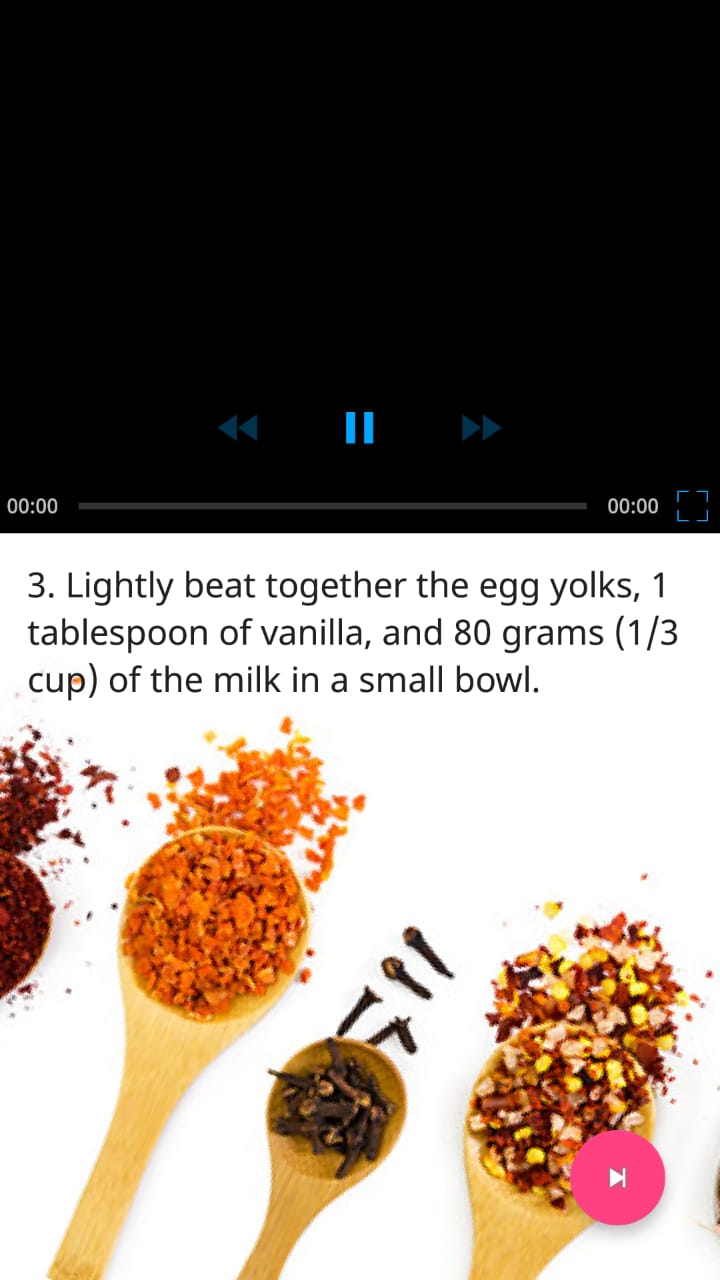 00:00 00:00
3. Lightly beat together the egg yolks, 1
tablespoon of vanilla, and 80 grams (1/3
cup) of the milk in a small bowl.